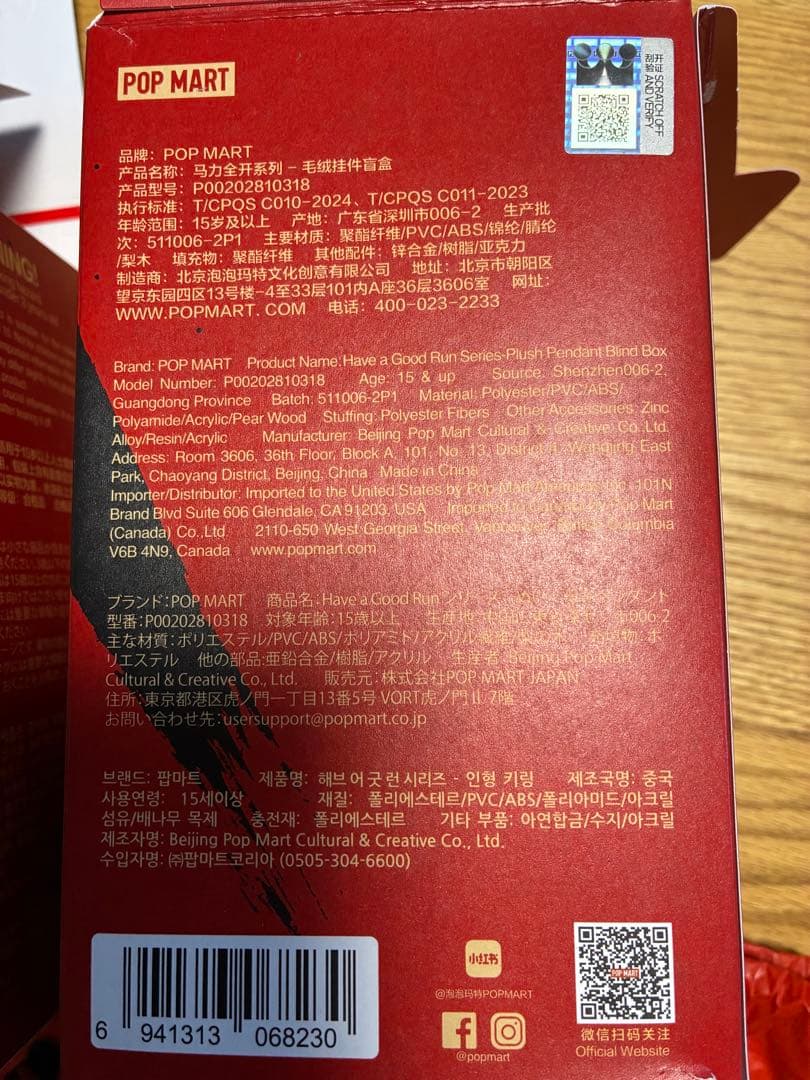 POP MART
刮开验证 SCRATCH OFF AND VERIFY
品牌：POP MART
产品名称：马力全开系列 – 毛绒挂件盲盒
产品型号：P00202810318
执行标准：T/CPQS C010-2024、T/CPQS C011-2023
年龄范围：15岁及以上 产地：广东省深圳市006-2 生产批
次：511006-2P1 主要材质：聚酯纤维/PVC/ABS/锦纶/腈纶
/梨木 填充物：聚酯纤维 其他配件：锌合金/树脂/亚克力
制造商：北京泡泡玛特文化创意有限公司 地址：北京市朝阳区
望京东园四区13号楼-4至33层101内A座36层3606室 网址：
WWW.POPMART.COM 电话：400-023-2233
Brand: POP MART Product Name: Have a Good Run Series-Plush Pendant Blind Box
Model Number: P00202810318 Age: 15 & up Source: Shenzhen006-2,
Guangdong Province Batch: 511006-2P1 Material: Polyester/PVC/ABS/
Polyamide/Acrylic/Pear Wood Stuffing: Polyester Fibers Other Accessories: Zinc
Alloy/Resin/Acrylic Manufacturer: Beijing Pop Mart Cultural & Creative Co.,Ltd.
Address: Room 3606, 36th Floor, Block A, 101, No. 13, District 4, Wangjing East
Park, Chaoyang District, Beijing, China Made in China
Importer/Distributor: Imported to the United States by Pop Mart Americas Inc. 101N
Brand Blvd Suite 606 Glendale, CA 91203, USA Imported to Canada by Pop Mart
(Canada) Co.,Ltd. 2110-650 West Georgia Street, Vancouver, British Columbia
V6B 4N9, Canada www.popmart.com
ブランド：POP MART 商品名：Have a Good Run
型番：P00202810318 対象年齢：15歳以上 生産地：
主な材質：ポリエステル/PVC/ABS/ポリアミド/アクリル
リエステル 他の部品：亜鉛合金/樹脂/アクリル 生産者：Beijing Pop Mart
Cultural & Creative Co., Ltd. 販売元：株式会社POP MART JAPAN
住所：東京都港区虎ノ門一丁目13番5号 VORT虎ノ門 II 7階
お問い合わせ先：usersupport@popmart.co.jp
브랜드: 팝마트 제품명: 해브 어 굿 런 시리즈 - 인형 키링 제조국명: 중국
사용연령: 15세이상 재질: 폴리에스테르/PVC/ABS/폴리아미드/아크릴
섬유/배나무 목제 충전재: 폴리에스테르 기타 부품: 아연합금/수지/아크릴
제조자명: Beijing Pop Mart Cultural & Creative Co., Ltd.
수입자명: ㈜팝마트코리아 (0505-304-6600)
6 941313 068230
小红书
@泡泡玛特POPMART
@popmart
POP MART
微信扫码关注
Official Website